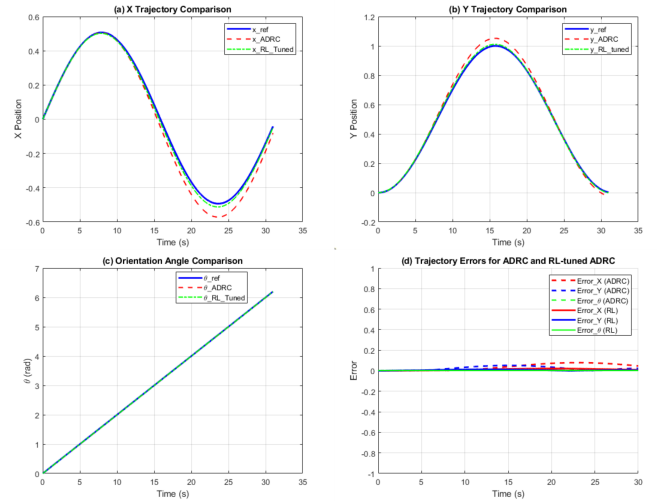 (a) X Trajectory Comparison
x_ref
x_ADRC
x_RL_Tuned
0.6
0.4
0.2
0
-0.2
-0.4
-0.6
X Position
0 5 10 15 20 25 30 35
Time (s)
(b) Y Trajectory Comparison
y_ref
y_ADRC
y_RL_tuned
1.2
1
0.8
0.6
0.4
0.2
0
-0.2
Y Position
0 5 10 15 20 25 30 35
Time (s)
(c) Orientation Angle Comparison
θ_ref
θ_ADRC
θ_RL_Tuned
7
6
5
4
3
2
1
0
θ (rad)
0 5 10 15 20 25 30 35
Time (s)
(d) Trajectory Errors for ADRC and RL-tuned ADRC
Error_X (ADRC)
Error_Y (ADRC)
Error_θ (ADRC)
Error_X (RL)
Error_Y (RL)
Error_θ (RL)
1
0.8
0.6
0.4
0.2
0
-0.2
-0.4
-0.6
-0.8
-1
Error
0 5 10 15 20 25 30
Time (s)